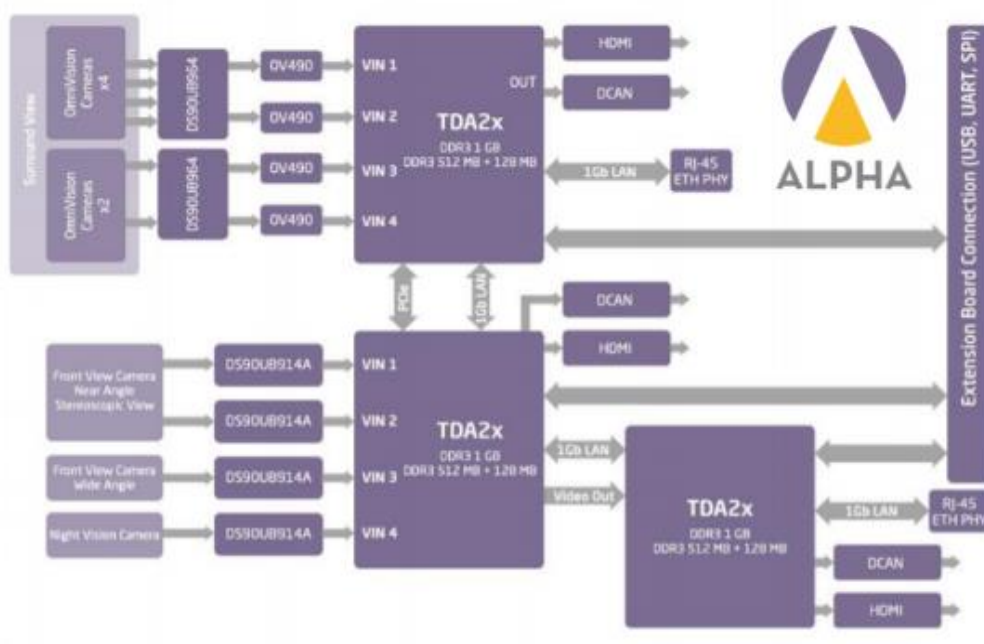 Surround View
OmniVision
Cameras
x4
DS90UB964
OV490
OV490
OmniVision
Cameras
x2
DS90UB964
OV490
OV490
VIN 1
VIN 2
VIN 3
VIN 4
OUT
TDA2x
DDR3 1 GB
DDR3 512 MB + 128 MB
HDMI
DCAN
1Gb LAN
RJ-45
ETH PHY
ALPHA
Extension Board Connection (USB, UART, SPI)
PCIe
1Gb LAN
DCAN
HDMI
Front View Camera
Near Angle
Stereoscopic View
DS90UB914A
DS90UB914A
Front View Camera
Wide Angle
DS90UB914A
Night Vision Camera
DS90UB914A
VIN 1
VIN 2
VIN 3
VIN 4
TDA2x
DDR3 1 GB
DDR3 512 MB + 128 MB
1Gb LAN
Video Out
TDA2x
DDR3 1 GB
DDR3 512 MB + 128 MB
1Gb LAN
RJ-45
ETH PHY
DCAN
HDMI